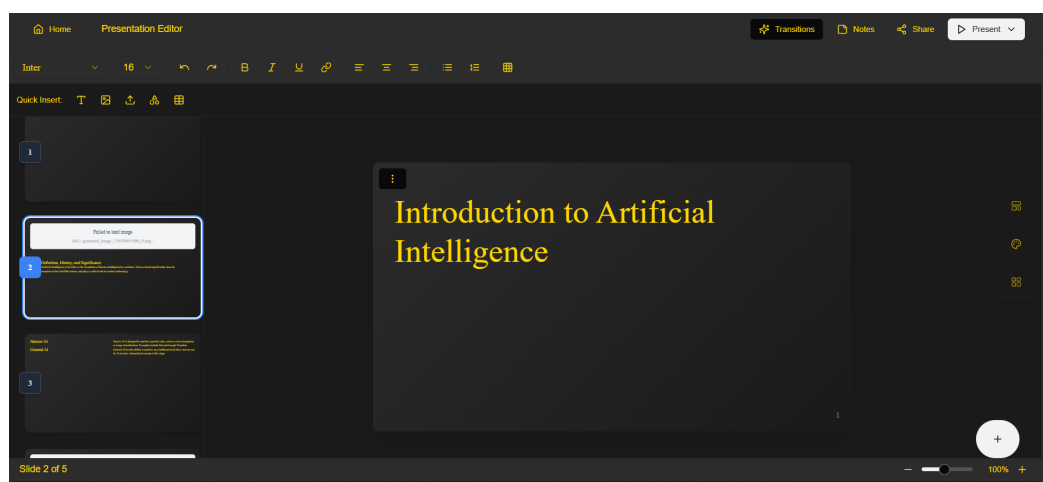 Home
Presentation Editor
Transitions
Notes
Share
Present
Inter
16
B I U
Quick Insert:
T
1
Failed to load image
2
Definition, History, and Significance
3
Narrow AI
General AI
Introduction to Artificial
Intelligence
1
Slide 2 of 5
100%